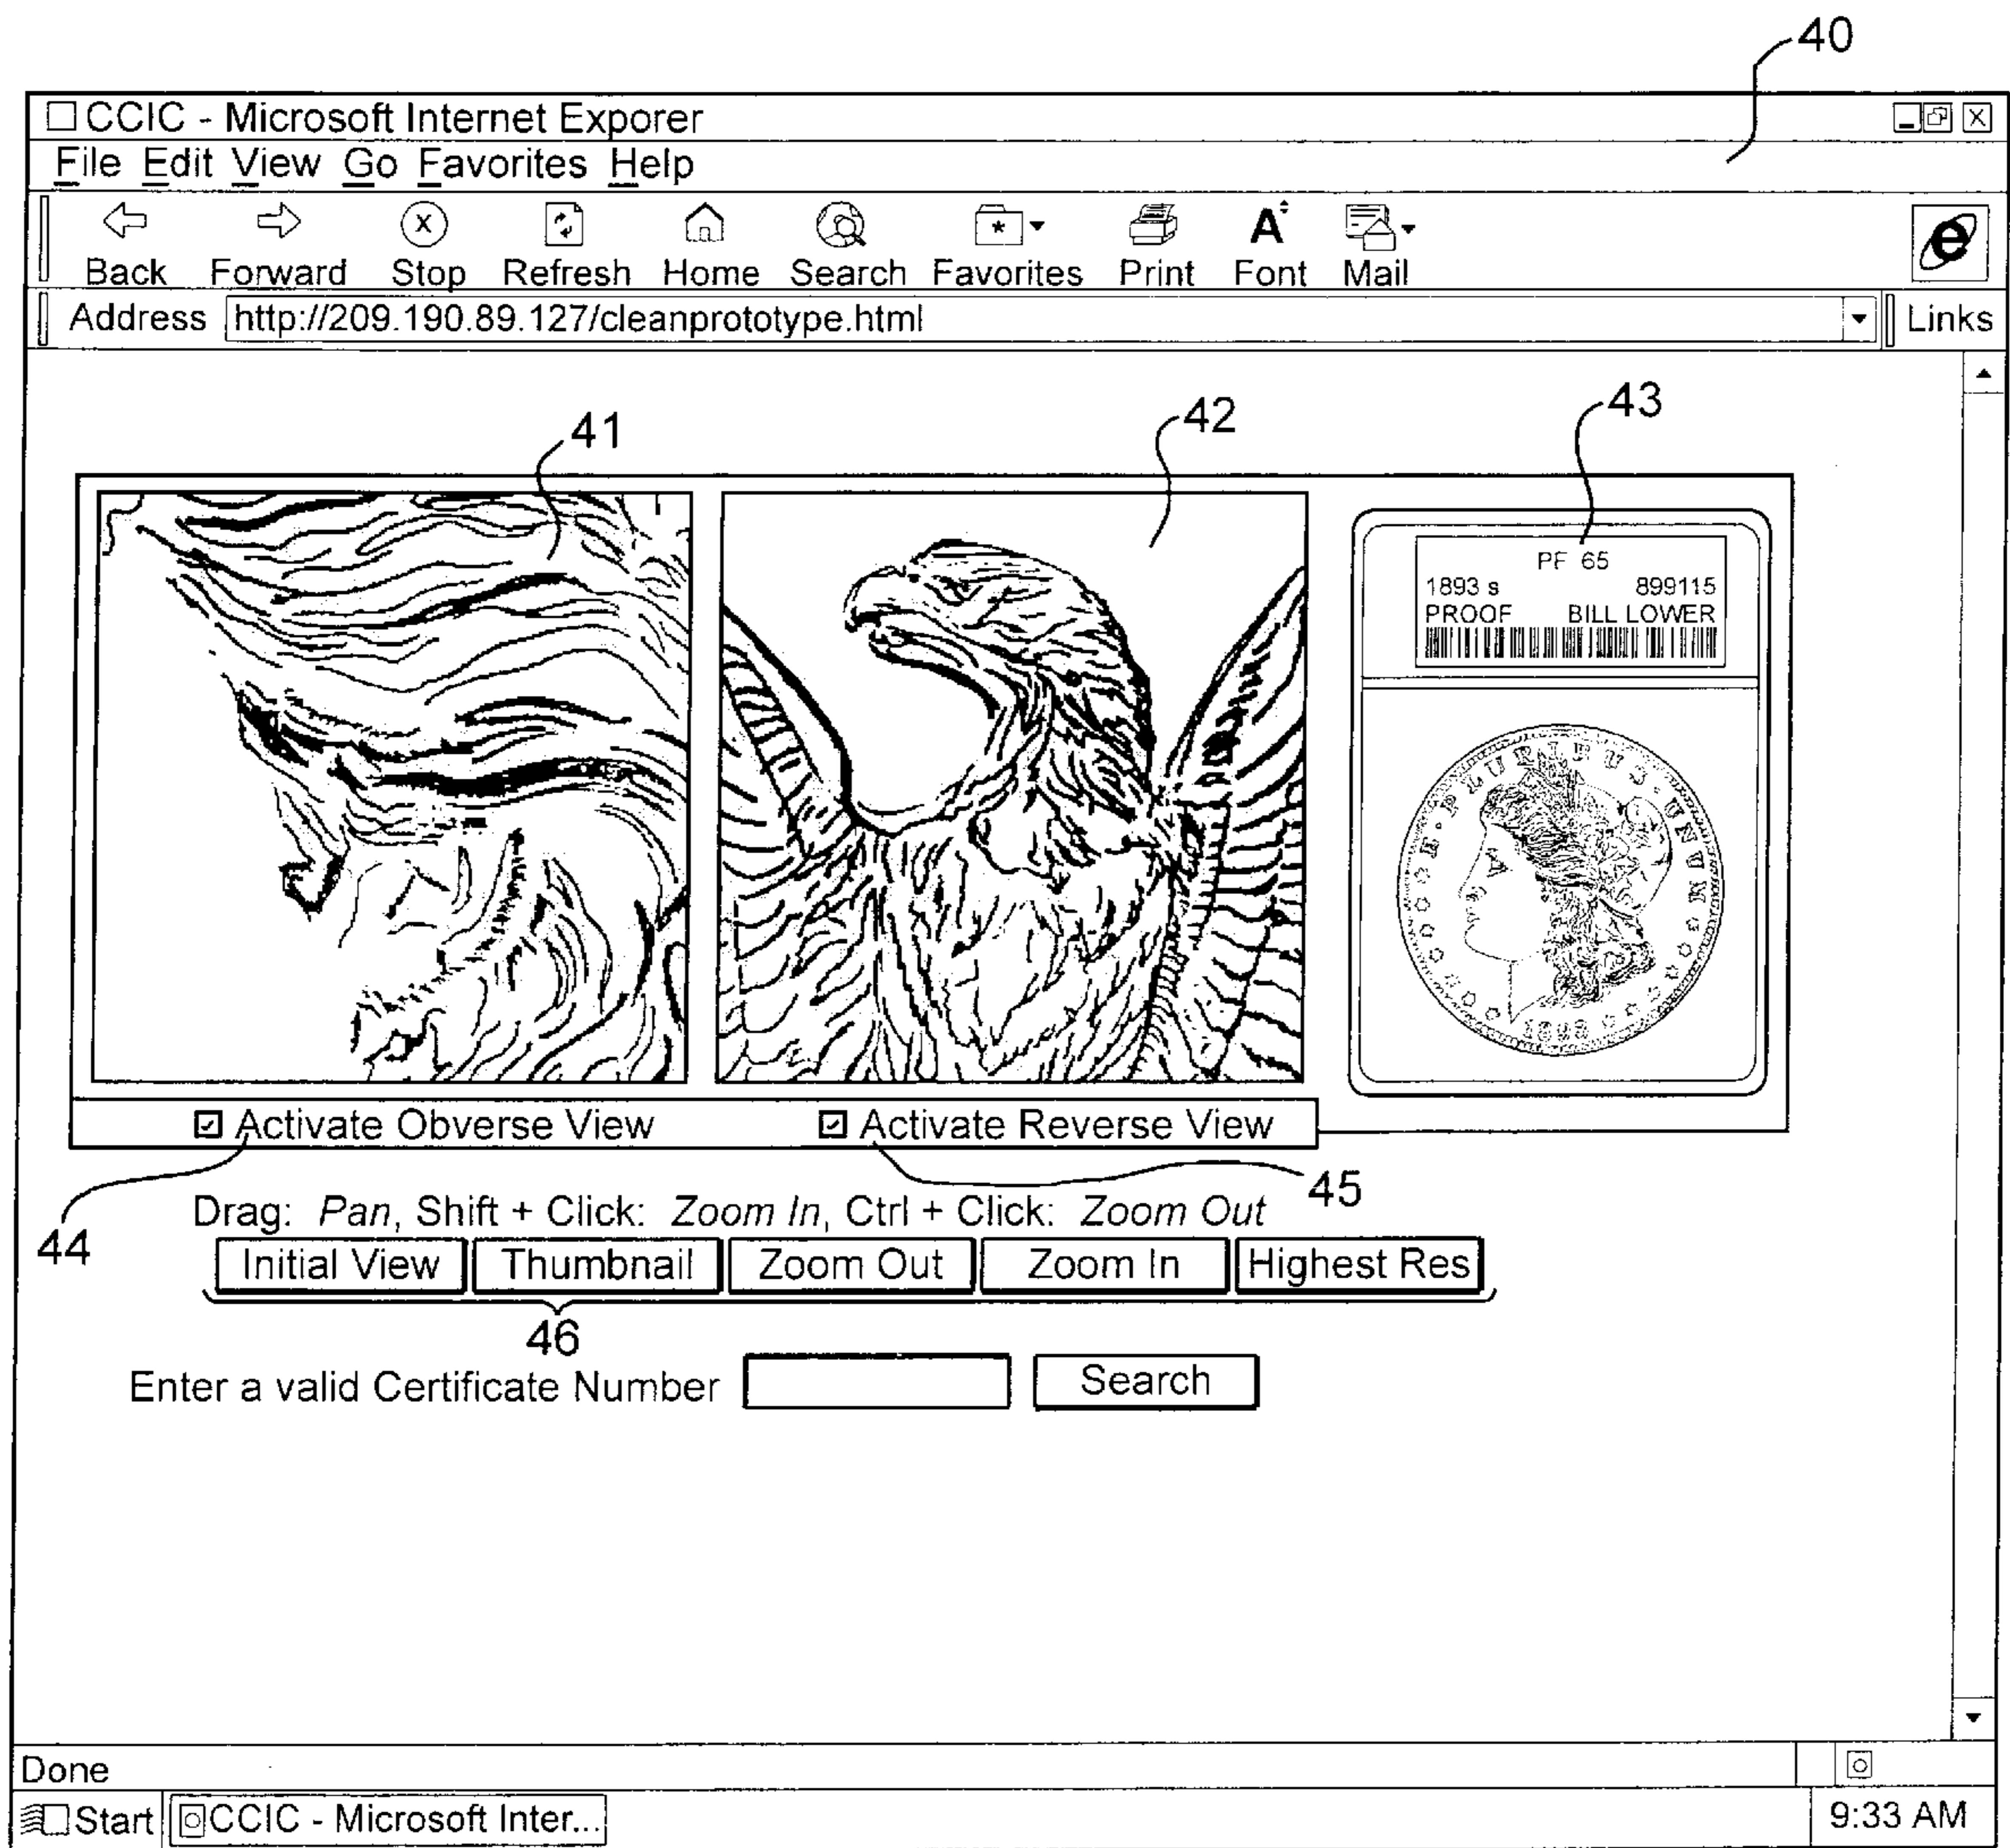 40
CCIC - Microsoft Internet Exporer
File Edit View Go Favorites Help
Back Forward Stop Refresh Home Search Favorites Print Font Mail
Address http://209.190.89.127/cleanprototype.html Links
41
42
43
PF 65
1893 s 899115
PROOF BILL LOWER
E·PLURIBUS·UNUM
Activate Obverse View Activate Reverse View
44
45
Drag: Pan, Shift + Click: Zoom In, Ctrl + Click: Zoom Out
Initial View Thumbnail Zoom Out Zoom In Highest Res
46
Enter a valid Certificate Number Search
Done
Start CCIC - Microsoft Inter... 9:33 AM